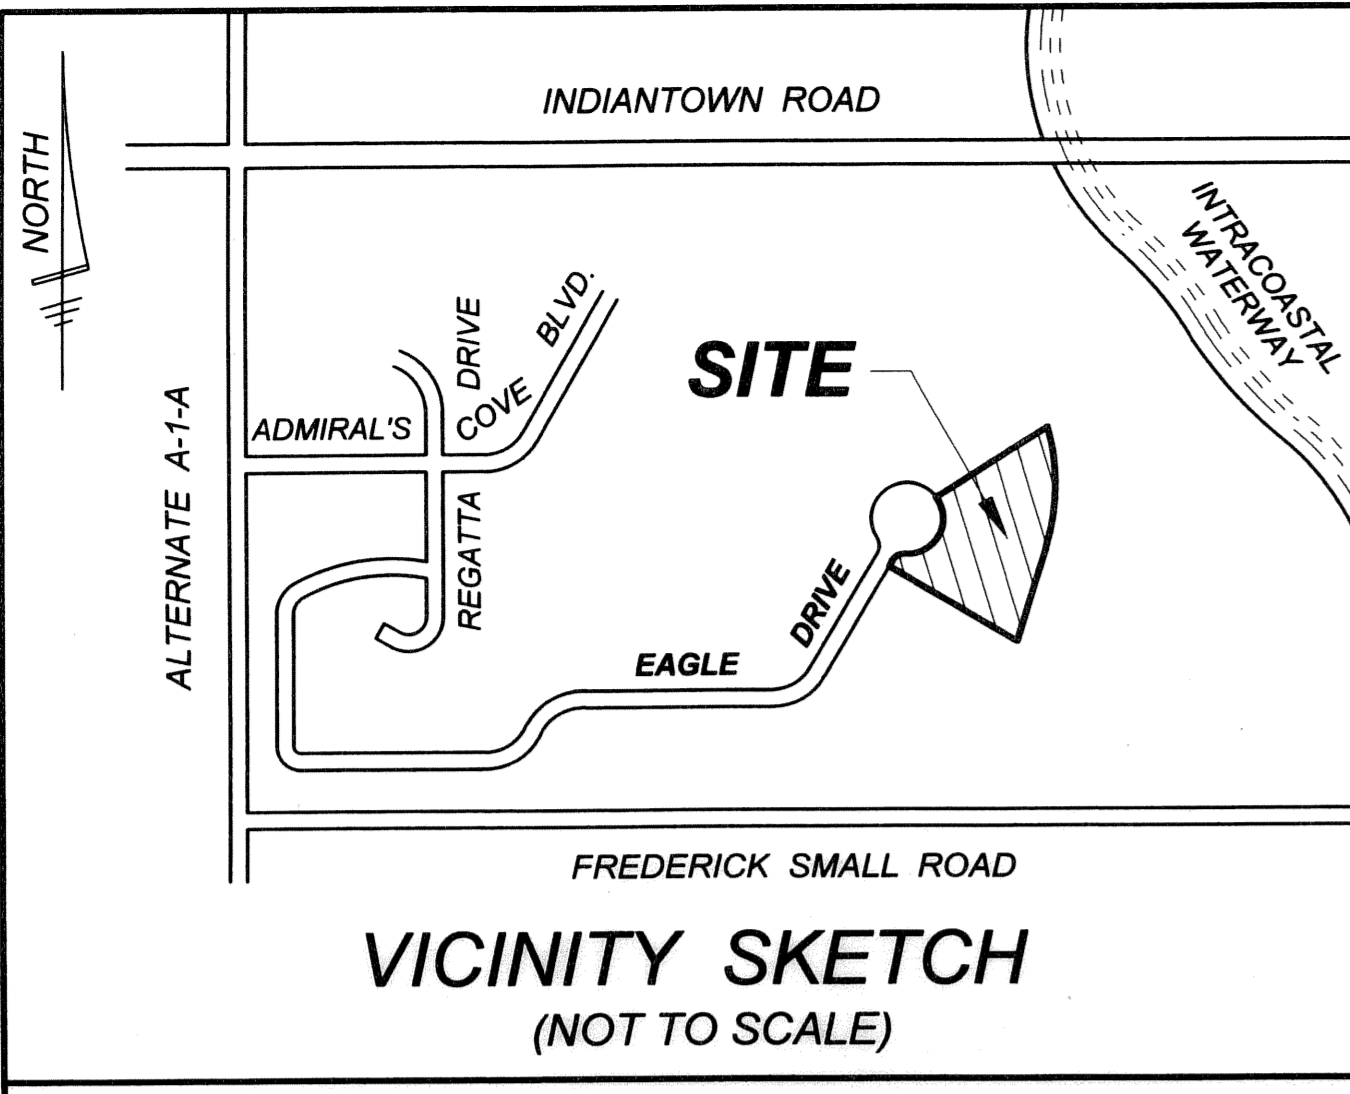 INDIANTOWN ROAD
NORTH
INTRACOASTAL
WATERWAY
ADMIRAL'S COVE BLVD.
REGATTA DRIVE
SITE
ALTERNATE A-1-A
EAGLE DRIVE
FREDERICK SMALL ROAD
VICINITY SKETCH
(NOT TO SCALE)